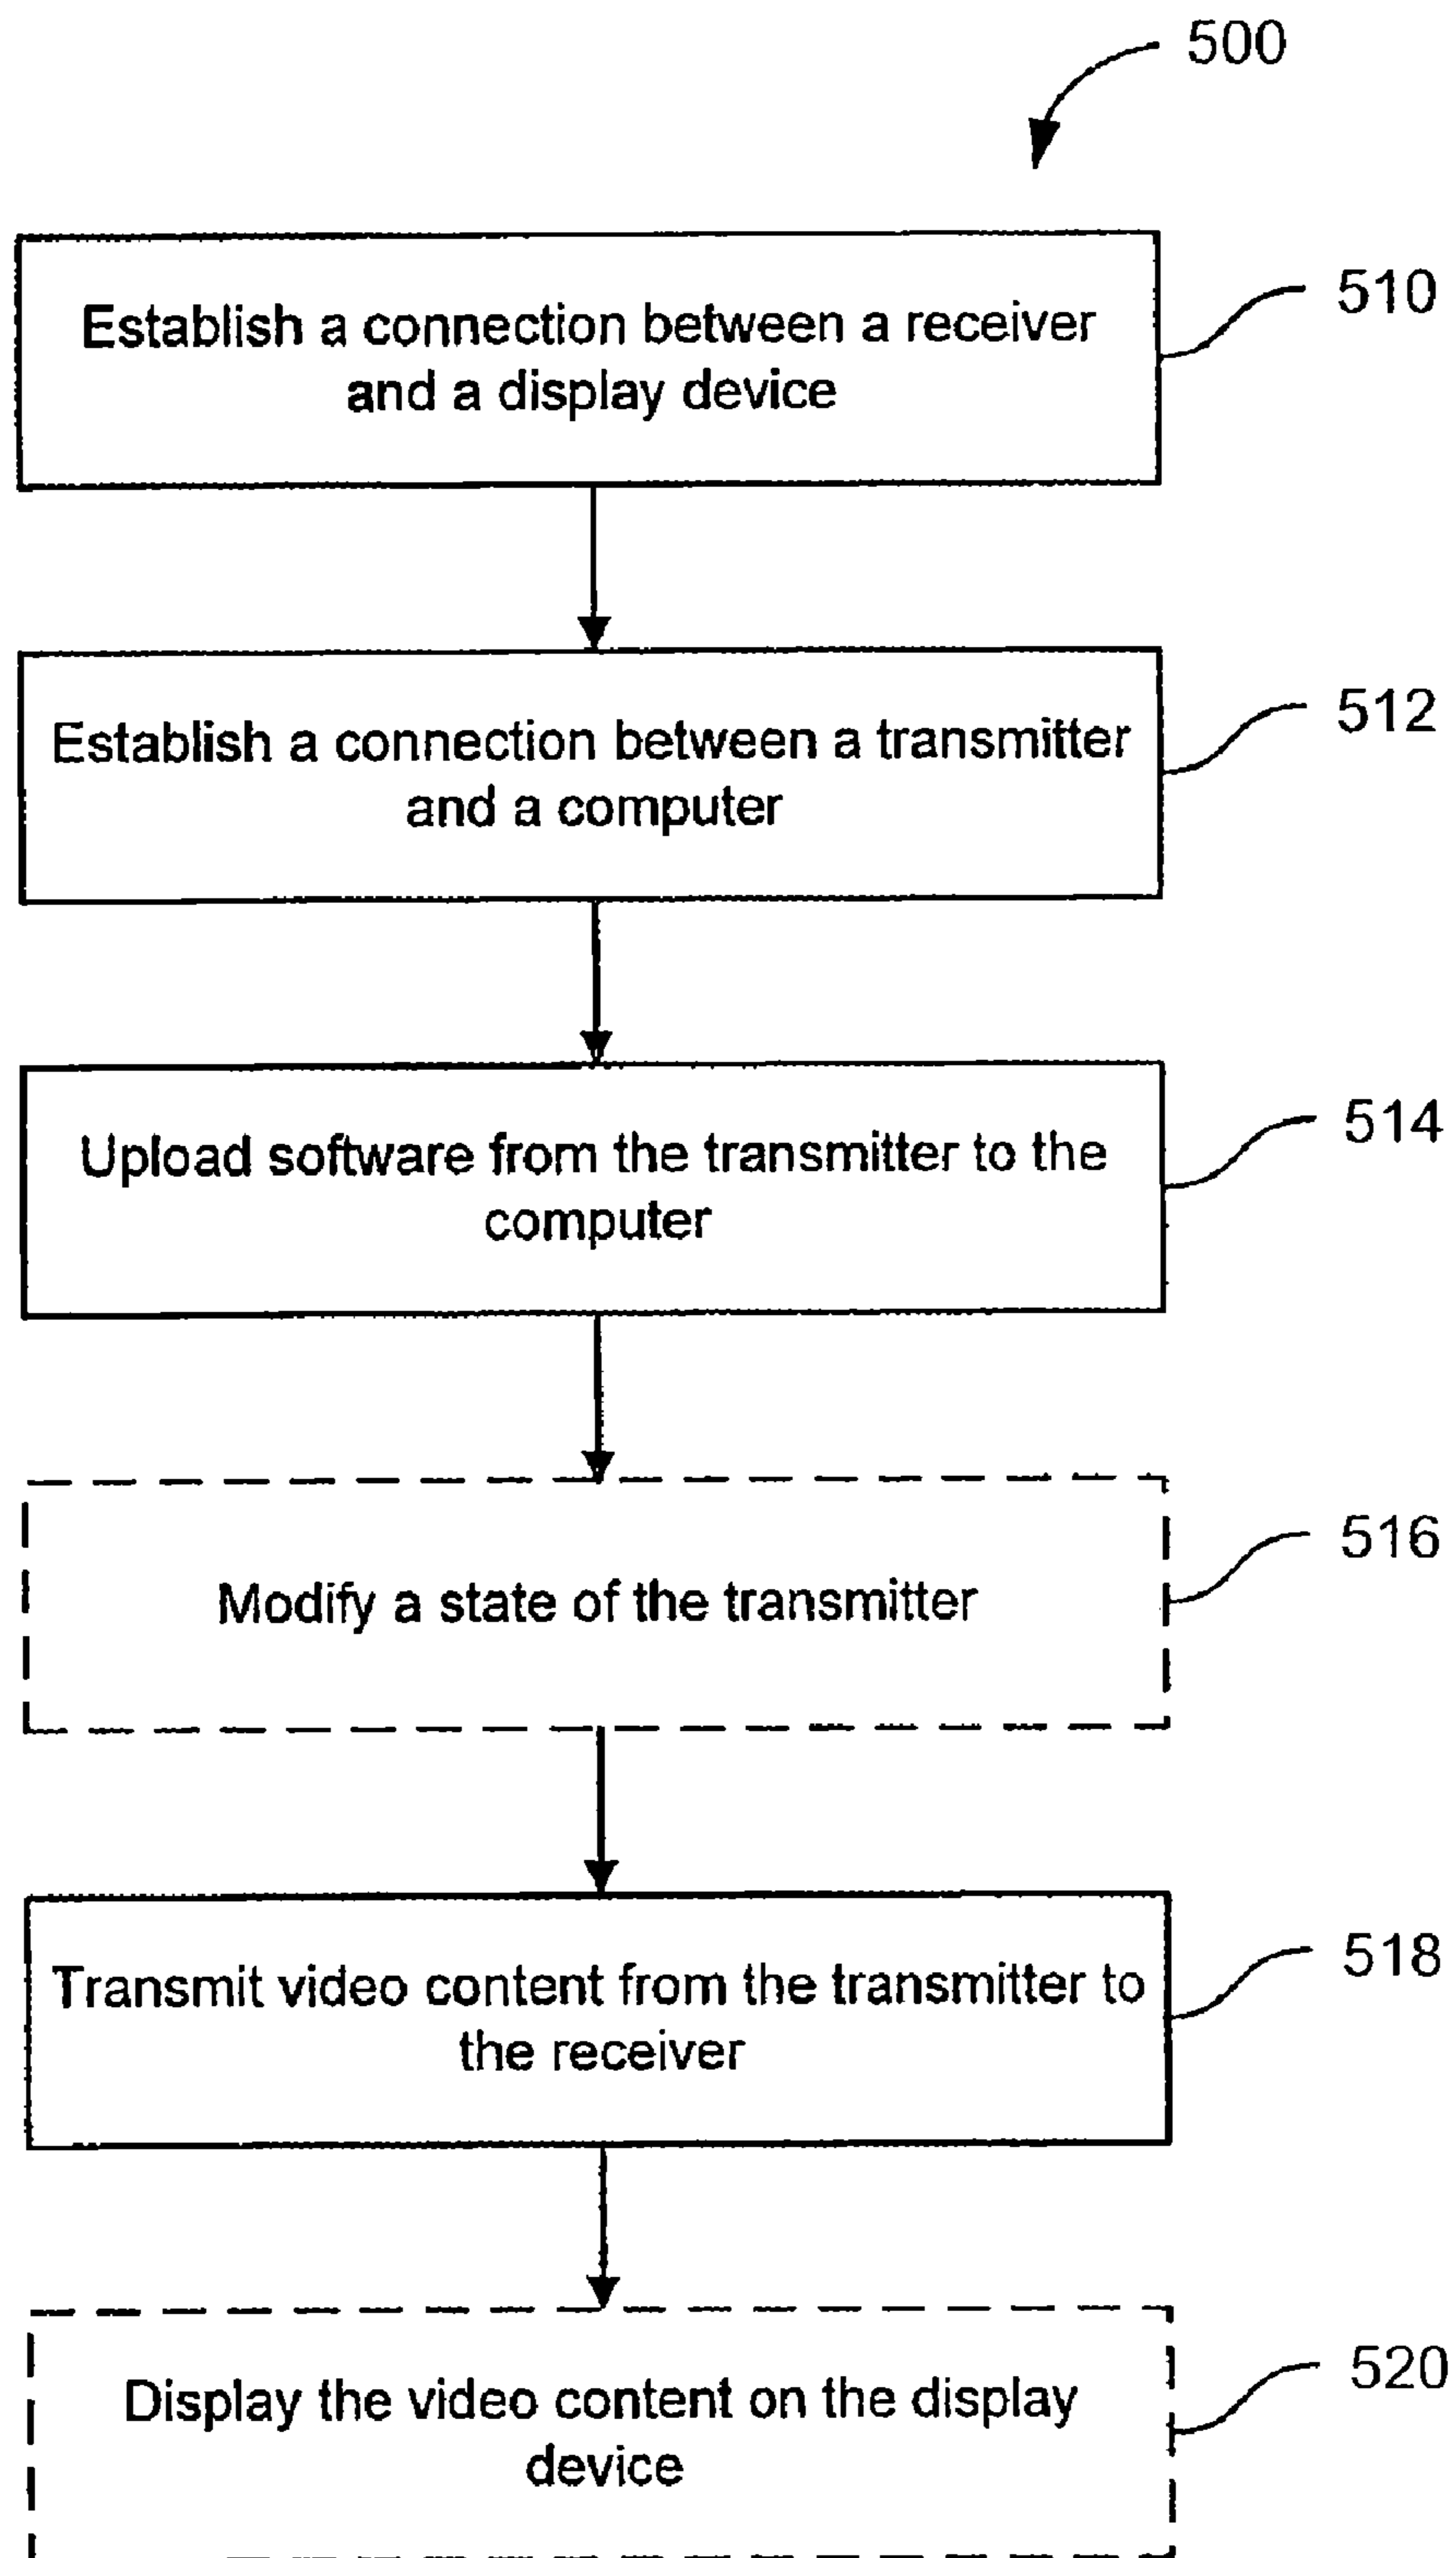 500
Establish a connection between a receiver
and a display device
510
Establish a connection between a transmitter
and a computer
512
Upload software from the transmitter to the
computer
514
Modify a state of the transmitter
516
Transmit video content from the transmitter to
the receiver
518
Display the video content on the display
device
520